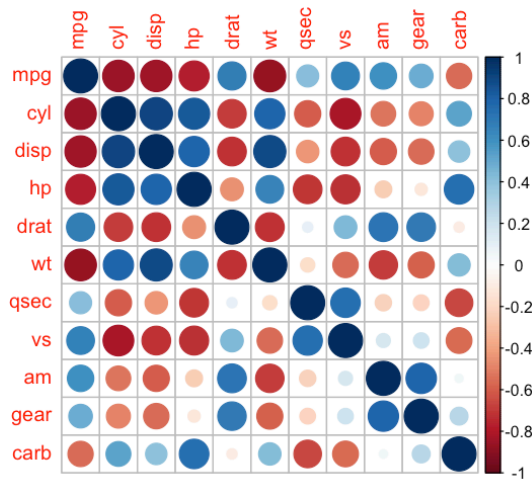 mpg cyl disp hp drat wt qsec vs am gear carb
mpg
cyl
disp
hp
drat
wt
qsec
vs
am
gear
carb
1
0.8
0.6
0.4
0.2
0
-0.2
-0.4
-0.6
-0.8
-1